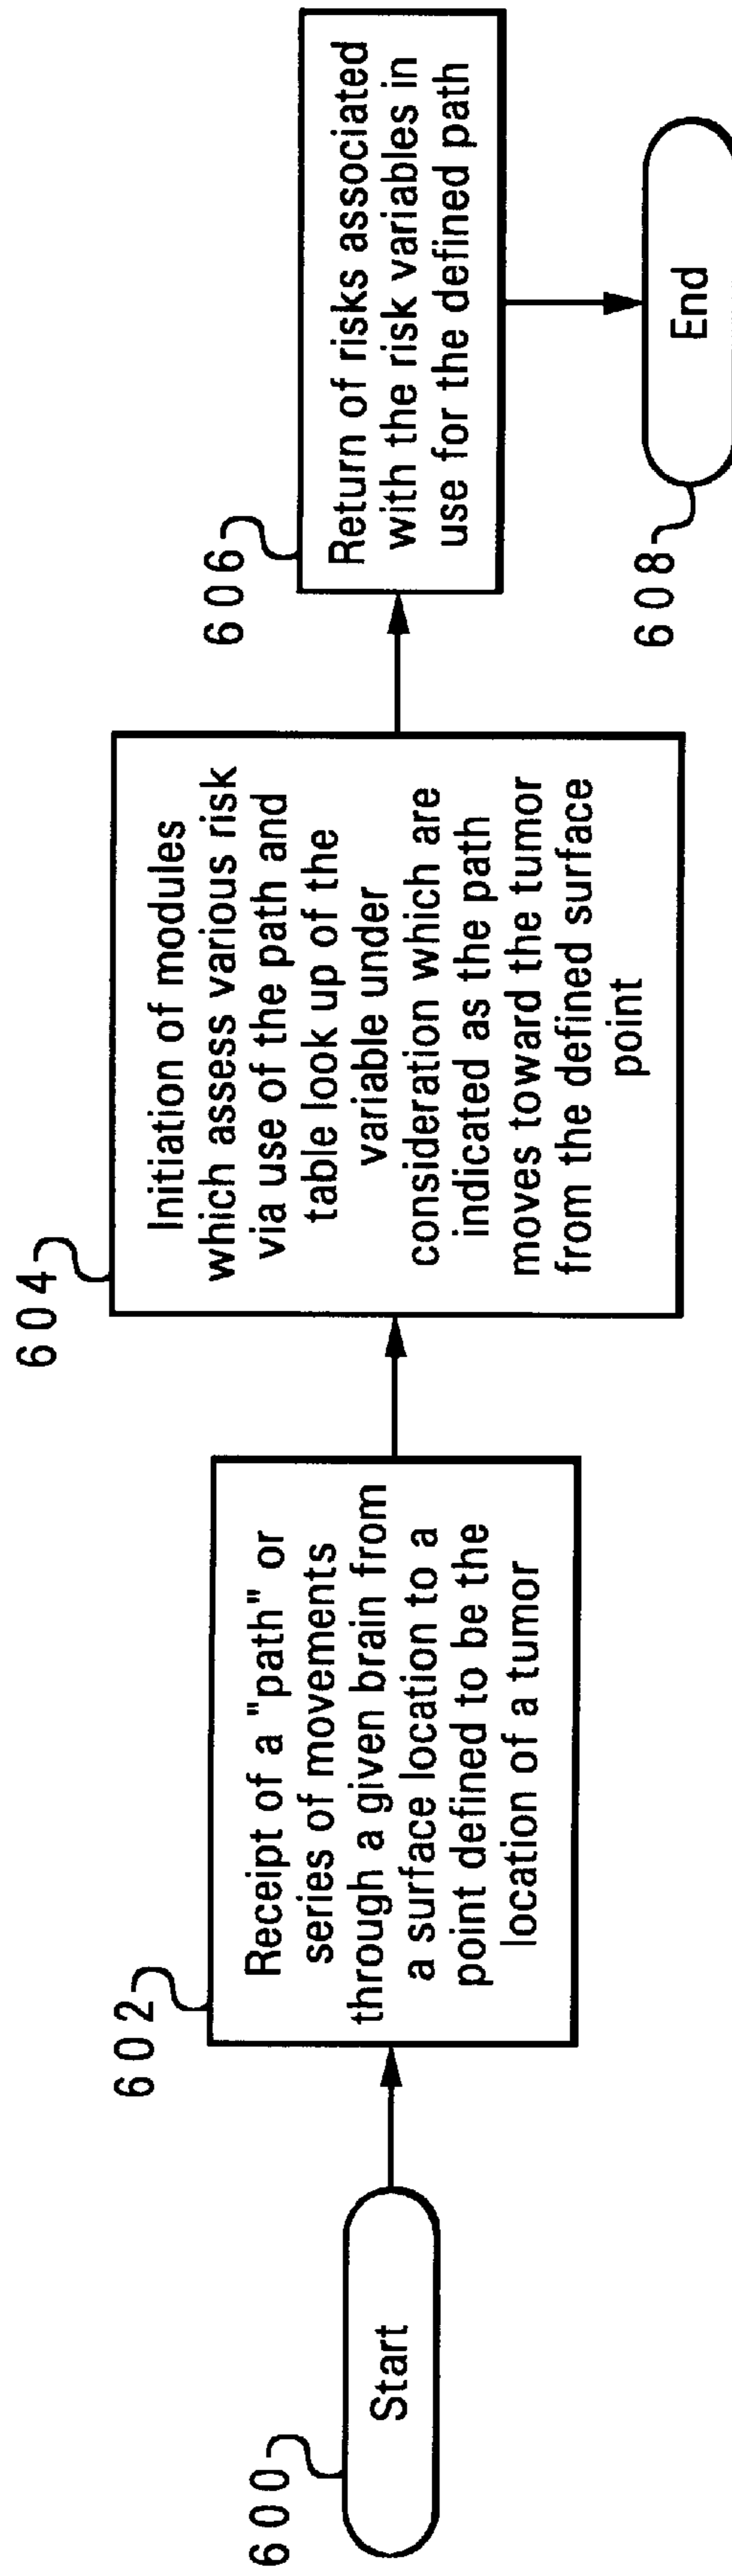 600
Start
602
Receipt of a "path" or
series of movements
through a given brain from
a surface location to a
point defined to be the
location of a tumor
604
Initiation of modules
which assess various risk
via use of the path and
table look up of the
variable under
consideration which are
indicated as the path
moves toward the tumor
from the defined surface
point
606
Return of risks associated
with the risk variables in
use for the defined path
608
End